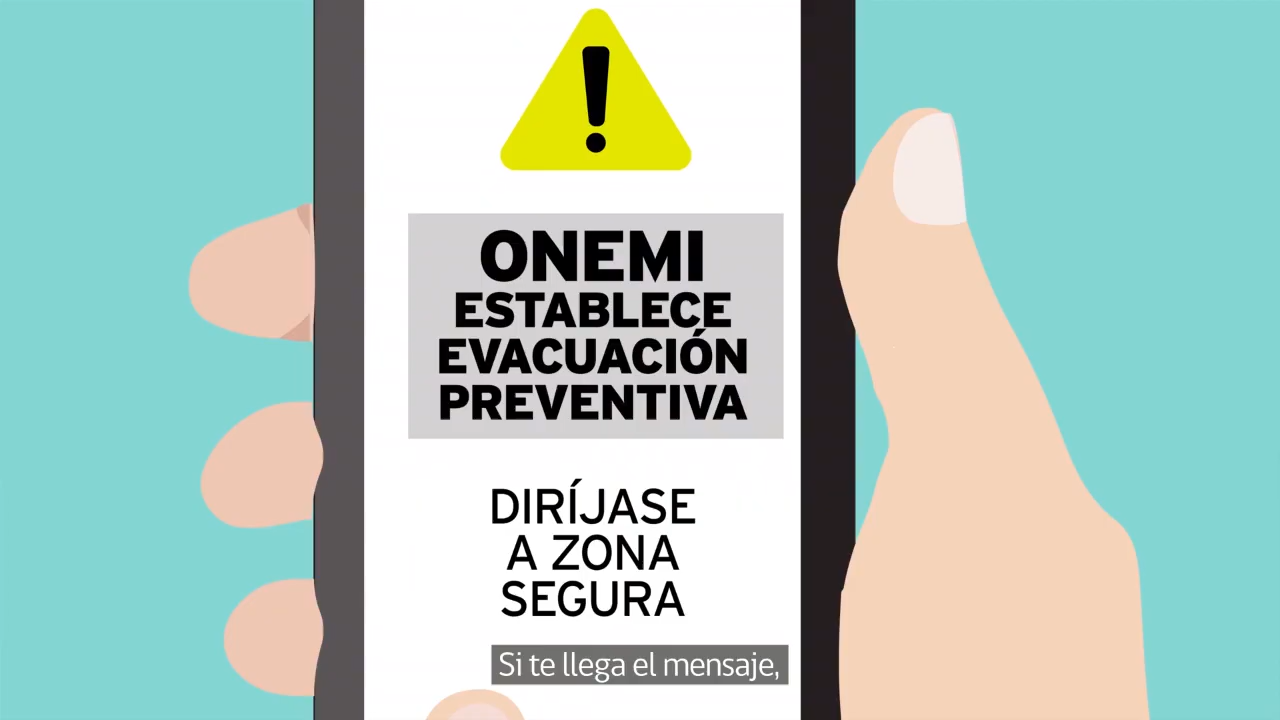 ONEMI
ESTABLECE
EVACUACIÓN
PREVENTIVA
DIRÍJASE
A ZONA
SEGURA
Si te llega el mensaje,